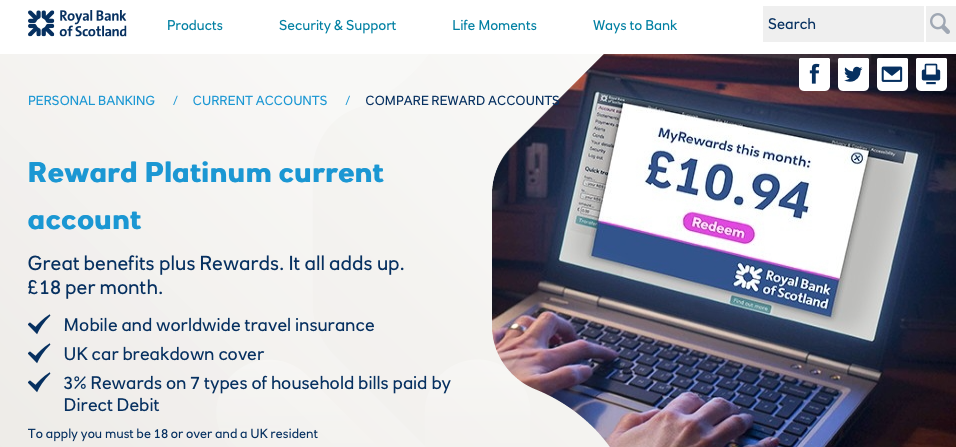 Royal Bank
of Scotland
Products
Security & Support
Life Moments
Ways to Bank
Search
PERSONAL BANKING / CURRENT ACCOUNTS / COMPARE REWARD ACCOUNTS
Reward Platinum current
account
Great benefits plus Rewards. It all adds up.
£18 per month.
Mobile and worldwide travel insurance
UK car breakdown cover
3% Rewards on 7 types of household bills paid by
Direct Debit
To apply you must be 18 or over and a UK resident
MyRewards this month:
£10.94
Redeem
Royal Bank
of Scotland
Find out more